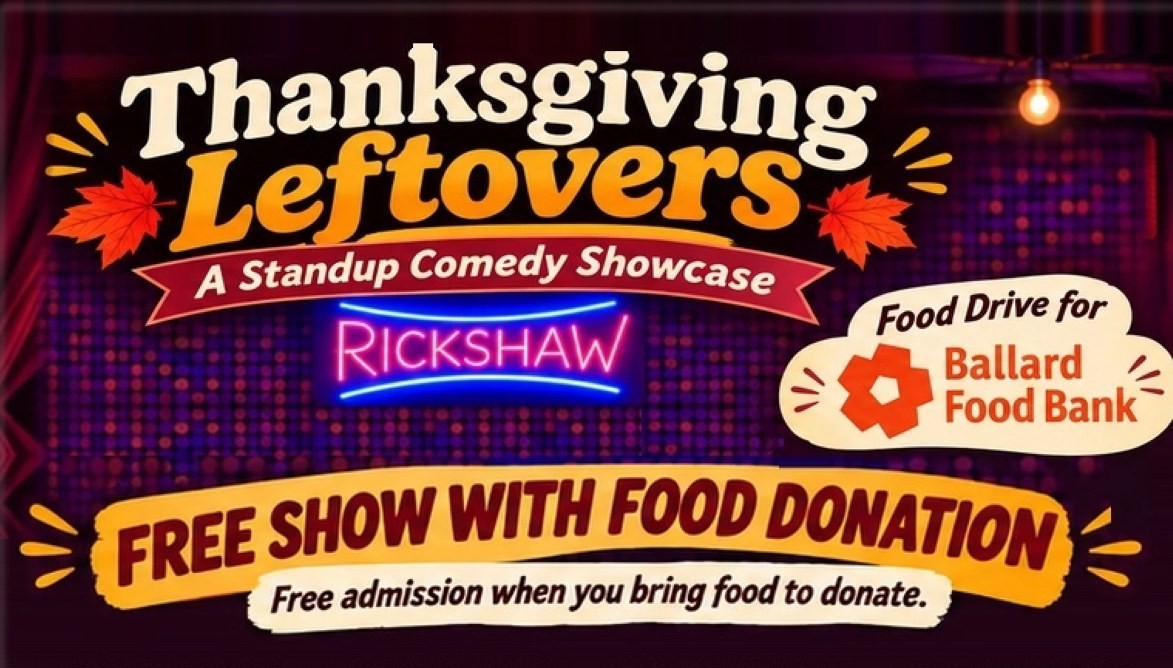 Thanksgiving
Leftovers
A Standup Comedy Showcase
RICKSHAW
Food Drive for
Ballard
Food Bank
FREE SHOW WITH FOOD DONATION
Free admission when you bring food to donate.